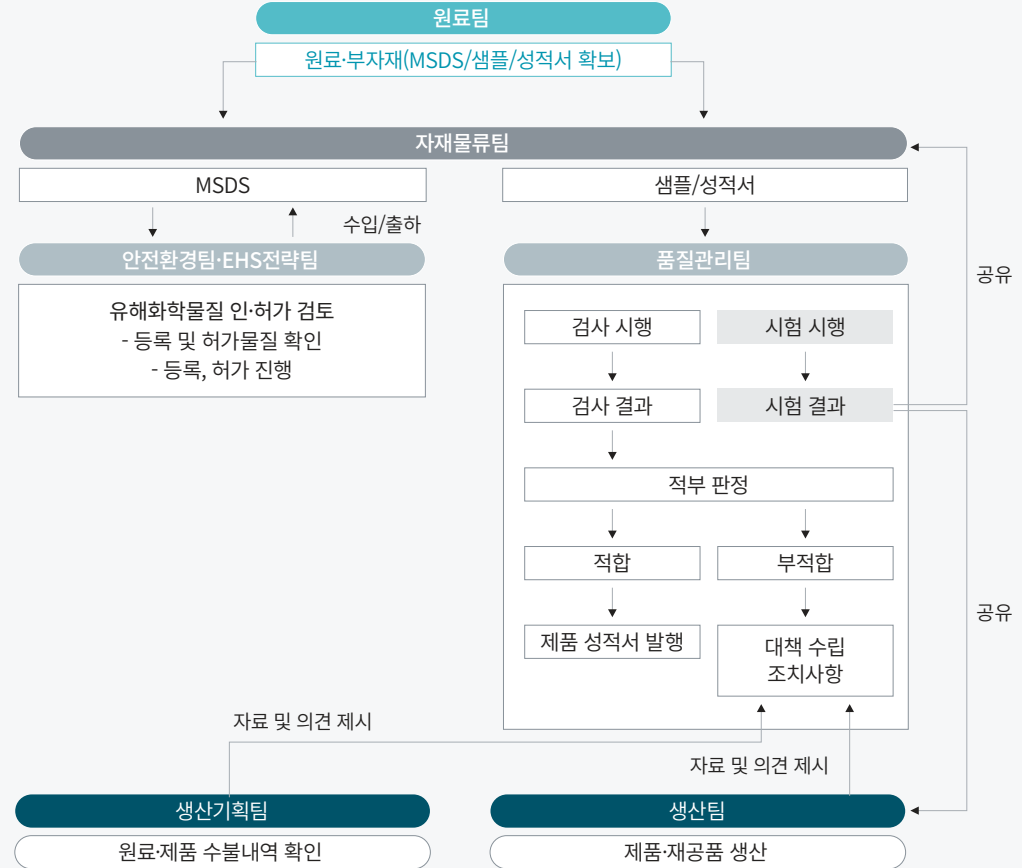 원료팀
원료·부자재(MSDS/샘플/성적서 확보)
자재물류팀
MSDS
샘플/성적서
수입/출하
안전환경팀·EHS전략팀
품질관리팀
공유
유해화학물질 인·허가 검토
- 등록 및 허가물질 확인
- 등록, 허가 진행
검사 시행
시험 시행
검사 결과
시험 결과
적부 판정
적합
부적합
공유
제품 성적서 발행
대책 수립
조치사항
자료 및 의견 제시
자료 및 의견 제시
생산기획팀
생산팀
원료·제품 수불내역 확인
제품·재공품 생산